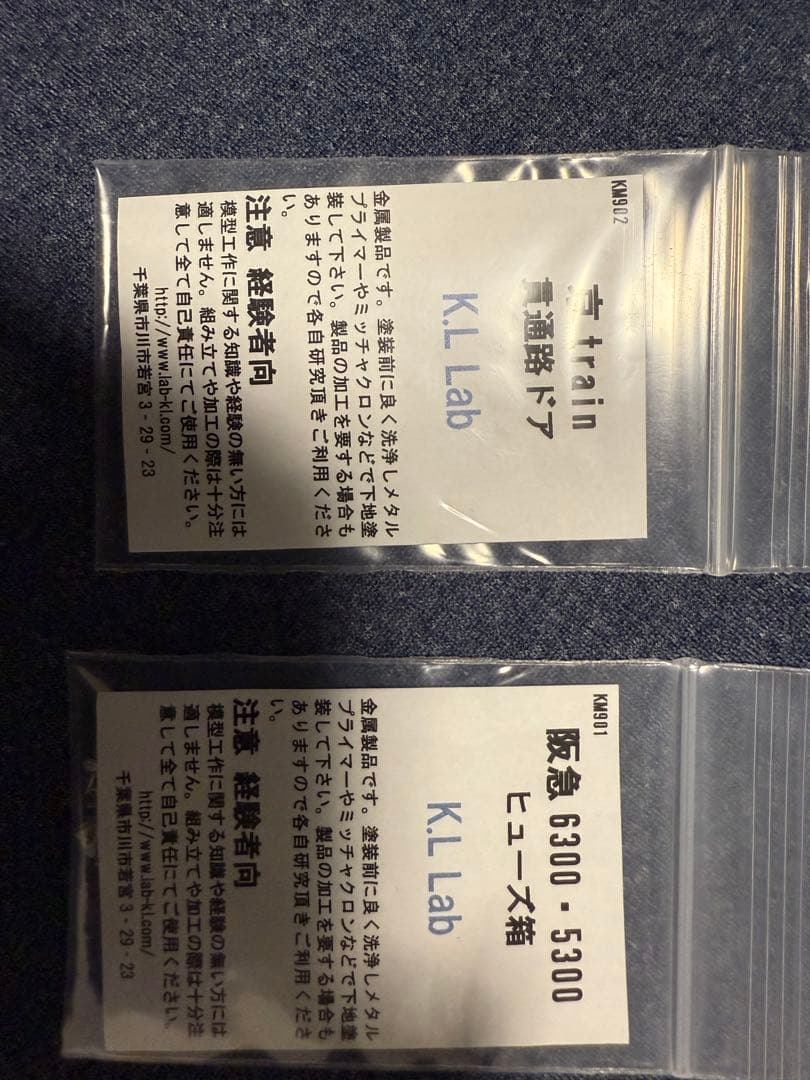 KM902
京 train
貫通路ドア
K.L Lab
金属製品です。塗装前に良く洗浄しメタル
プライマーやミッチャクロンなどで下地塗
装して下さい。製品の加工を要する場合も
ありますので各自研究頂きご利用くださ
い。
注意 経験者向
模型工作に関する知識や経験の無い方には
適しません。組み立てや加工の際は十分注
意して全て自己責任にてご使用ください。
http://www.lab-kl.com/
千葉県市川市若宮3-29-23
KM901
阪急 6300・5300
ヒューズ箱
K.L Lab
金属製品です。塗装前に良く洗浄しメタル
プライマーやミッチャクロンなどで下地塗
装して下さい。製品の加工を要する場合も
ありますので各自研究頂きご利用くださ
い。
注意 経験者向
模型工作に関する知識や経験の無い方には
適しません。組み立てや加工の際は十分注
意して全て自己責任にてご使用ください。
http://www.lab-kl.com/
千葉県市川市若宮3-29-23